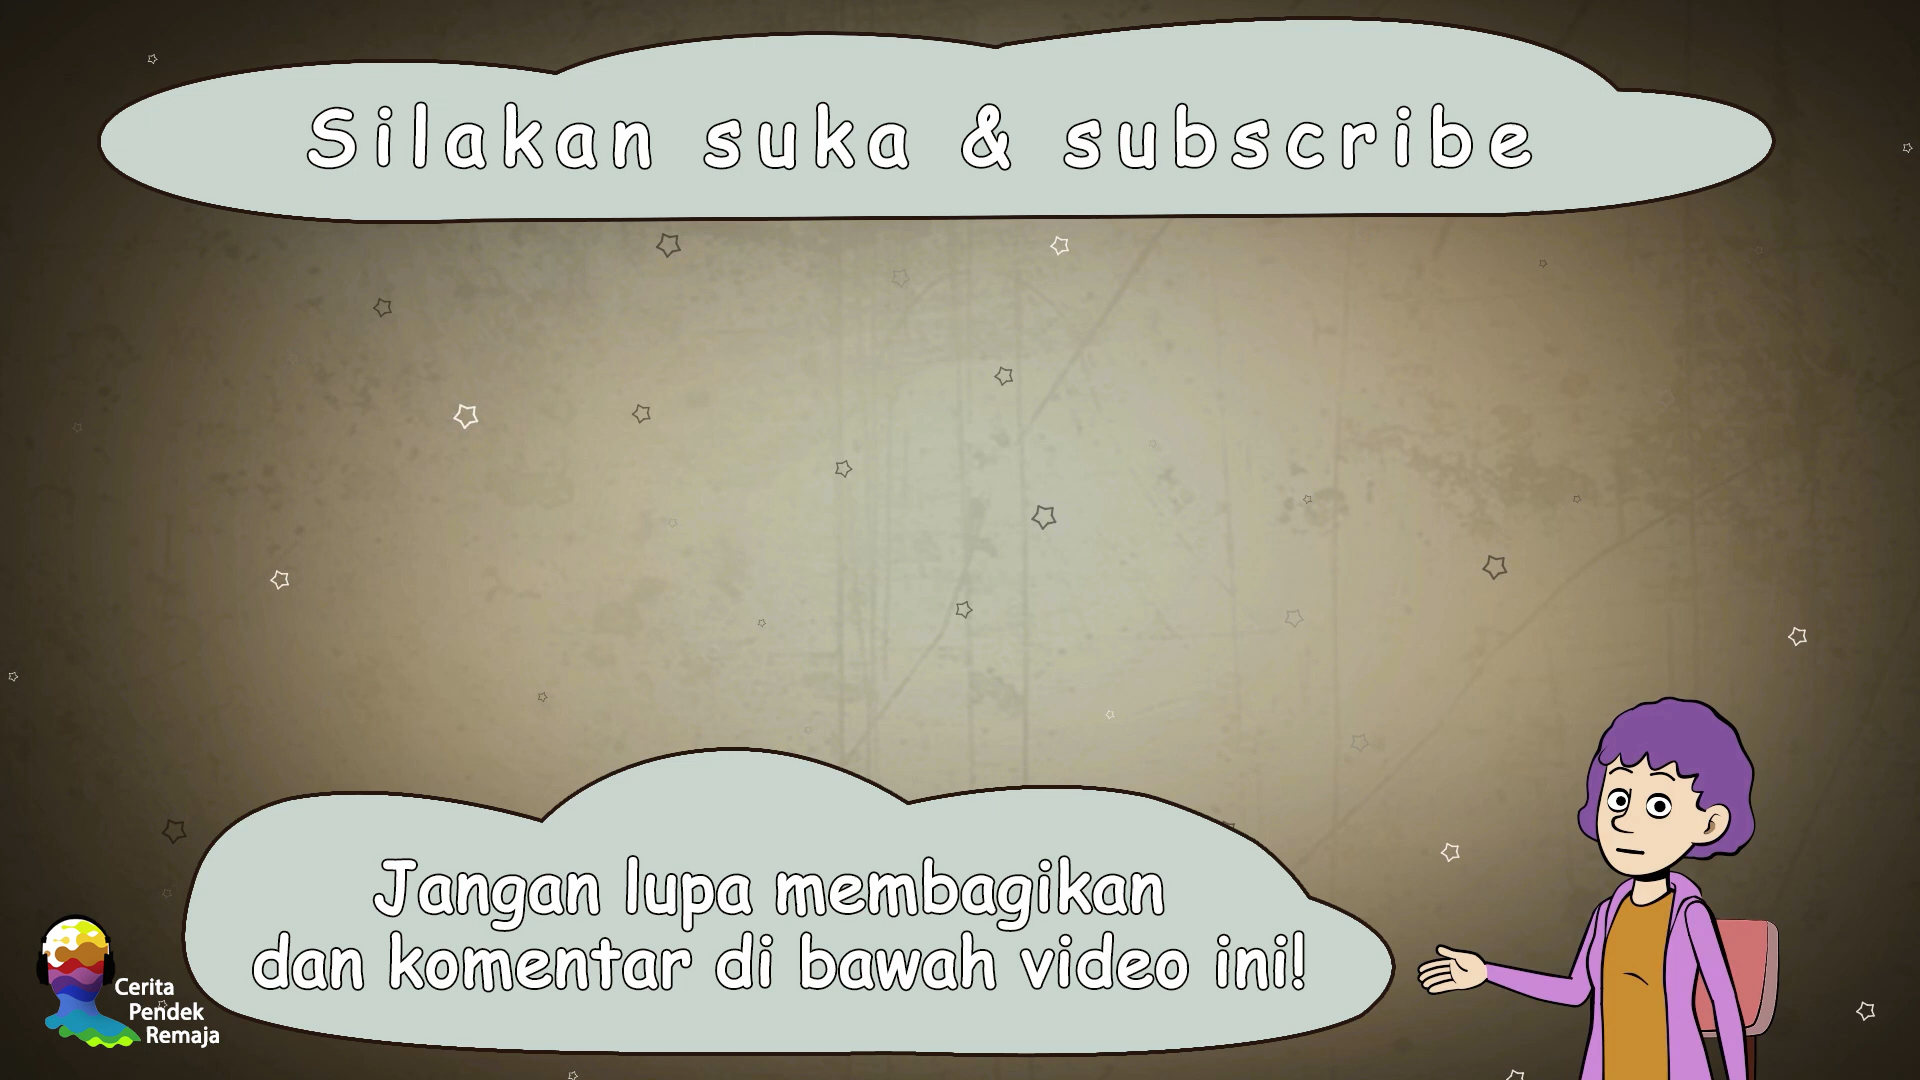 Silakan suka & subscribe
Jangan lupa membagikan
dan komentar di bawah video ini!
Cerita
Pendek
Remaja